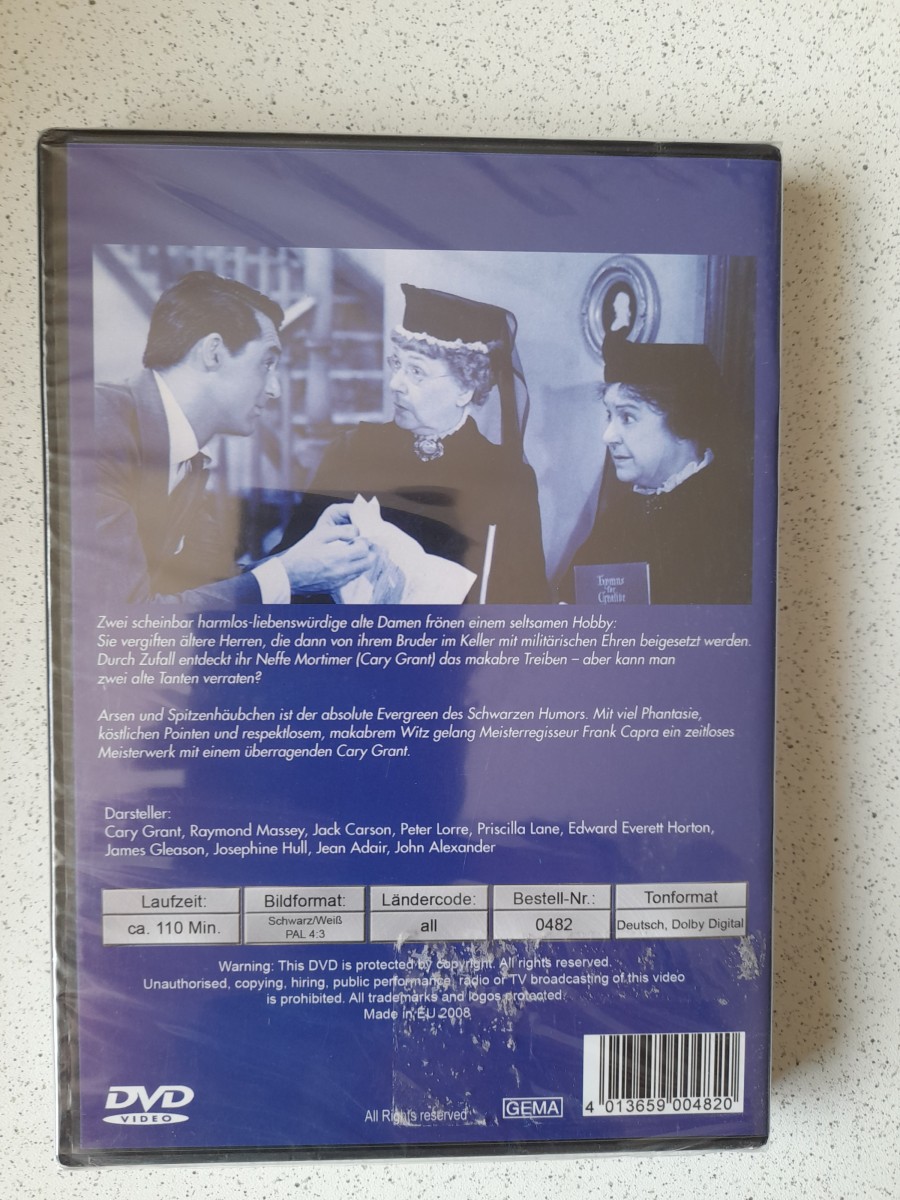 Hymns
for
Zwei scheinbar harmlos-liebenswürdige alte Damen frönen einem seltsamen Hobby:
Sie vergiften ältere Herren, die dann von ihrem Bruder im Keller mit militärischen Ehren beigesetzt werden.
Durch Zufall entdeckt ihr Neffe Mortimer (Cary Grant) das makabre Treiben – aber kann man
zwei alte Tanten verraten?
Arsen und Spitzenhäubchen ist der absolute Evergreen des Schwarzen Humors. Mit viel Phantasie,
köstlichen Pointen und respektlosem, makabrem Witz gelang Meisterregisseur Frank Capra ein zeitloses
Meisterwerk mit einem überragenden Cary Grant.
Darsteller:
Cary Grant, Raymond Massey, Jack Carson, Peter Lorre, Priscilla Lane, Edward Everett Horton,
James Gleason, Josephine Hull, Jean Adair, John Alexander
Laufzeit: Bildformat: Ländercode: Bestell-Nr.: Tonformat
ca. 110 Min. Schwarz/Weiß PAL 4:3 all 0482 Deutsch, Dolby Digital
Warning: This DVD is protected by copyright. All rights reserved.
Unauthorised, copying, hiring, public performance, radio or TV broadcasting of this video
is prohibited. All trademarks and logos protected
Made in EU 2008
DVD
VIDEO
All Rights reserved
GEMA
4 013659 004820